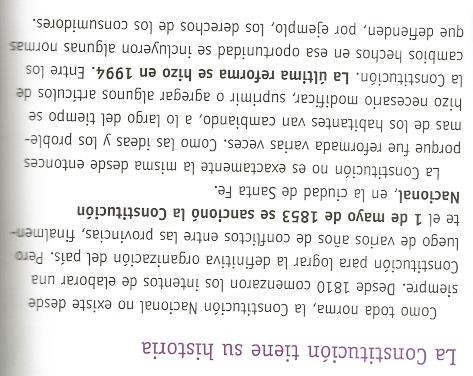 La Constitución tiene su historia
Como toda norma, la Constitución Nacional no existe desde
siempre. Desde 1810 comenzaron los intentos de elaborar una
Constitución para lograr la definitiva organización del país. Pero
luego de varios años de conflictos entre las provincias, finalmen-
te el 1 de mayo de 1853 se sancionó la Constitución
Nacional, en la ciudad de Santa Fe.
La Constitución no es exactamente la misma desde entonces
porque fue reformada varias veces. Como las ideas y los proble-
mas de los habitantes van cambiando, a lo largo del tiempo se
hizo necesario modificar, suprimir o agregar algunos artículos de
la Constitución. La última reforma se hizo en 1994. Entre los
cambios hechos en esa oportunidad se incluyeron algunas normas
que defienden, por ejemplo, los derechos de los consumidores.